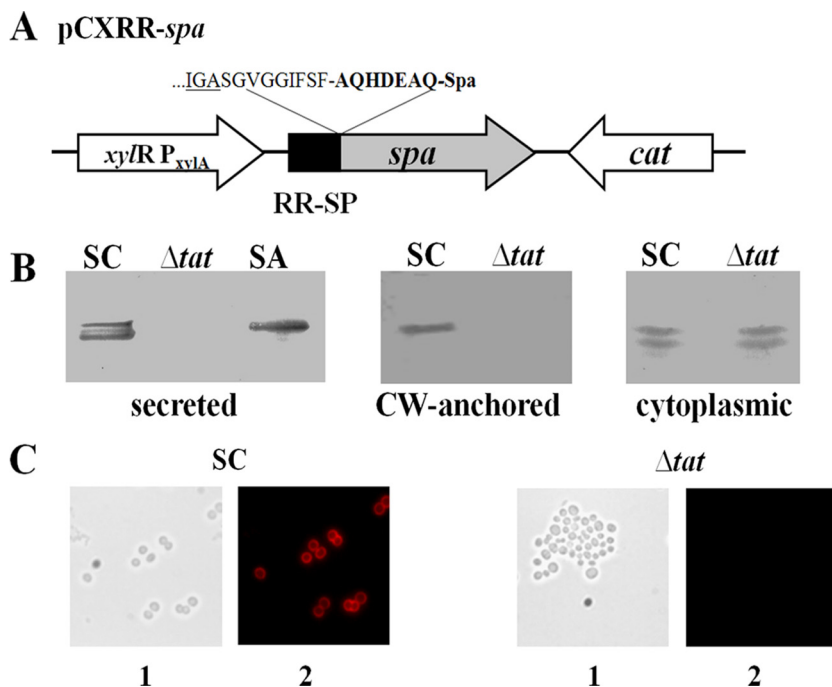 A pCXRR-spa
...IGASGVGGIFSF-AQHDEAQ-Spa
xylR PxylA spa cat
RR-SP
B SC Δtat SA SC Δtat SC Δtat
secreted CW-anchored cytoplasmic
C SC Δtat
1 2 1 2